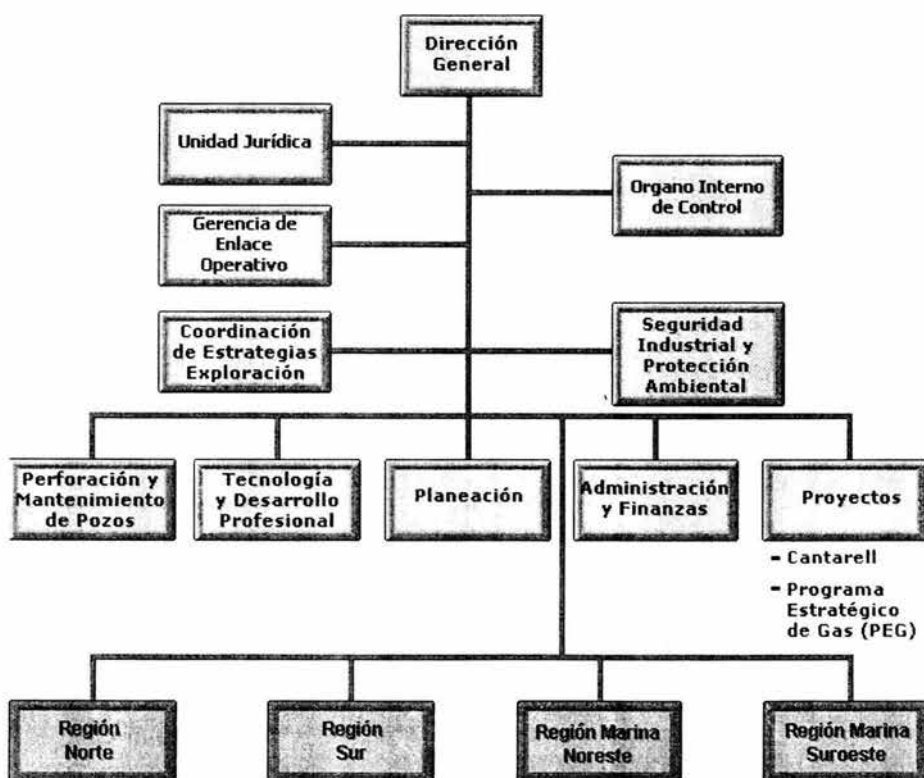 Dirección
General
Unidad Jurídica
Organo Interno
de Control
Gerencia de
Enlace
Operativo
Coordinación
de Estrategias
Exploración
Seguridad
Industrial y
Protección
Ambiental
Perforación y
Mantenimiento
de Pozos
Tecnología
y Desarrollo
Profesional
Planeación
Administración
y Finanzas
Proyectos
- Cantarell
- Programa
Estratégico
de Gas (PEG)
Región
Norte
Región
Sur
Región Marina
Noreste
Región Marina
Suroeste